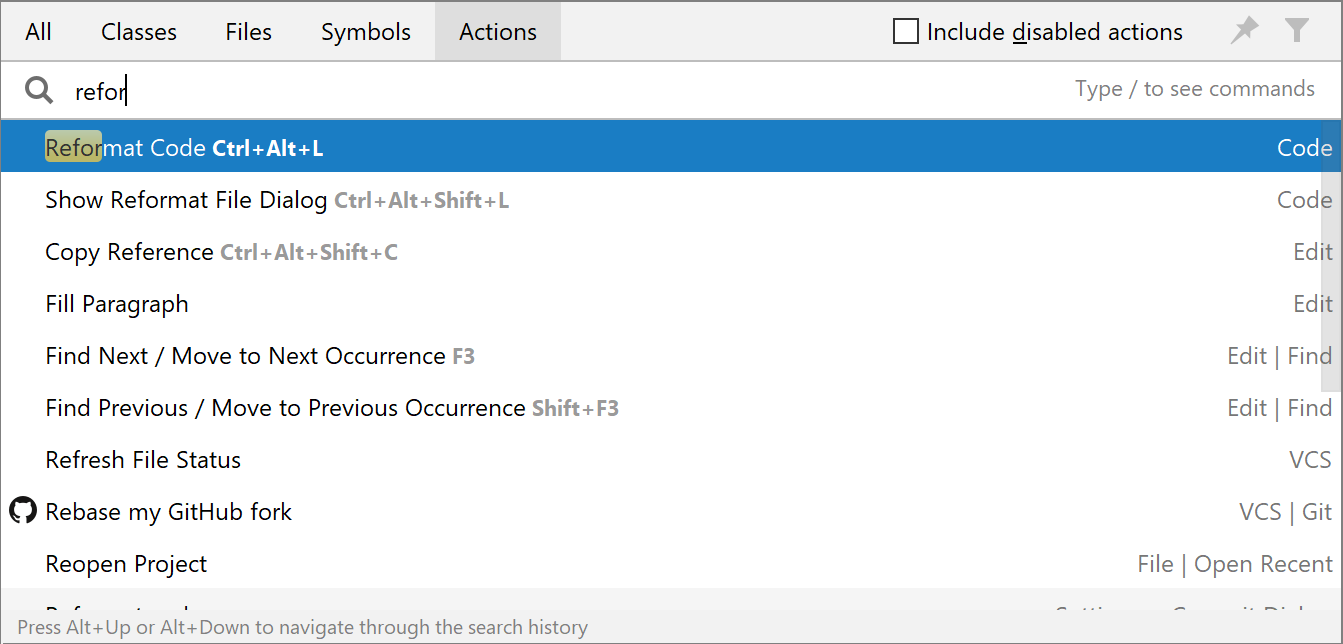 All Classes Files Symbols Actions Include disabled actions
refor Type / to see commands
Reformat Code Ctrl+Alt+L Code
Show Reformat File Dialog Ctrl+Alt+Shift+L Code
Copy Reference Ctrl+Alt+Shift+C Edit
Fill Paragraph Edit
Find Next / Move to Next Occurrence F3 Edit | Find
Find Previous / Move to Previous Occurrence Shift+F3 Edit | Find
Refresh File Status VCS
Rebase my GitHub fork VCS | Git
Reopen Project File | Open Recent
Press Alt+Up or Alt+Down to navigate through the search history